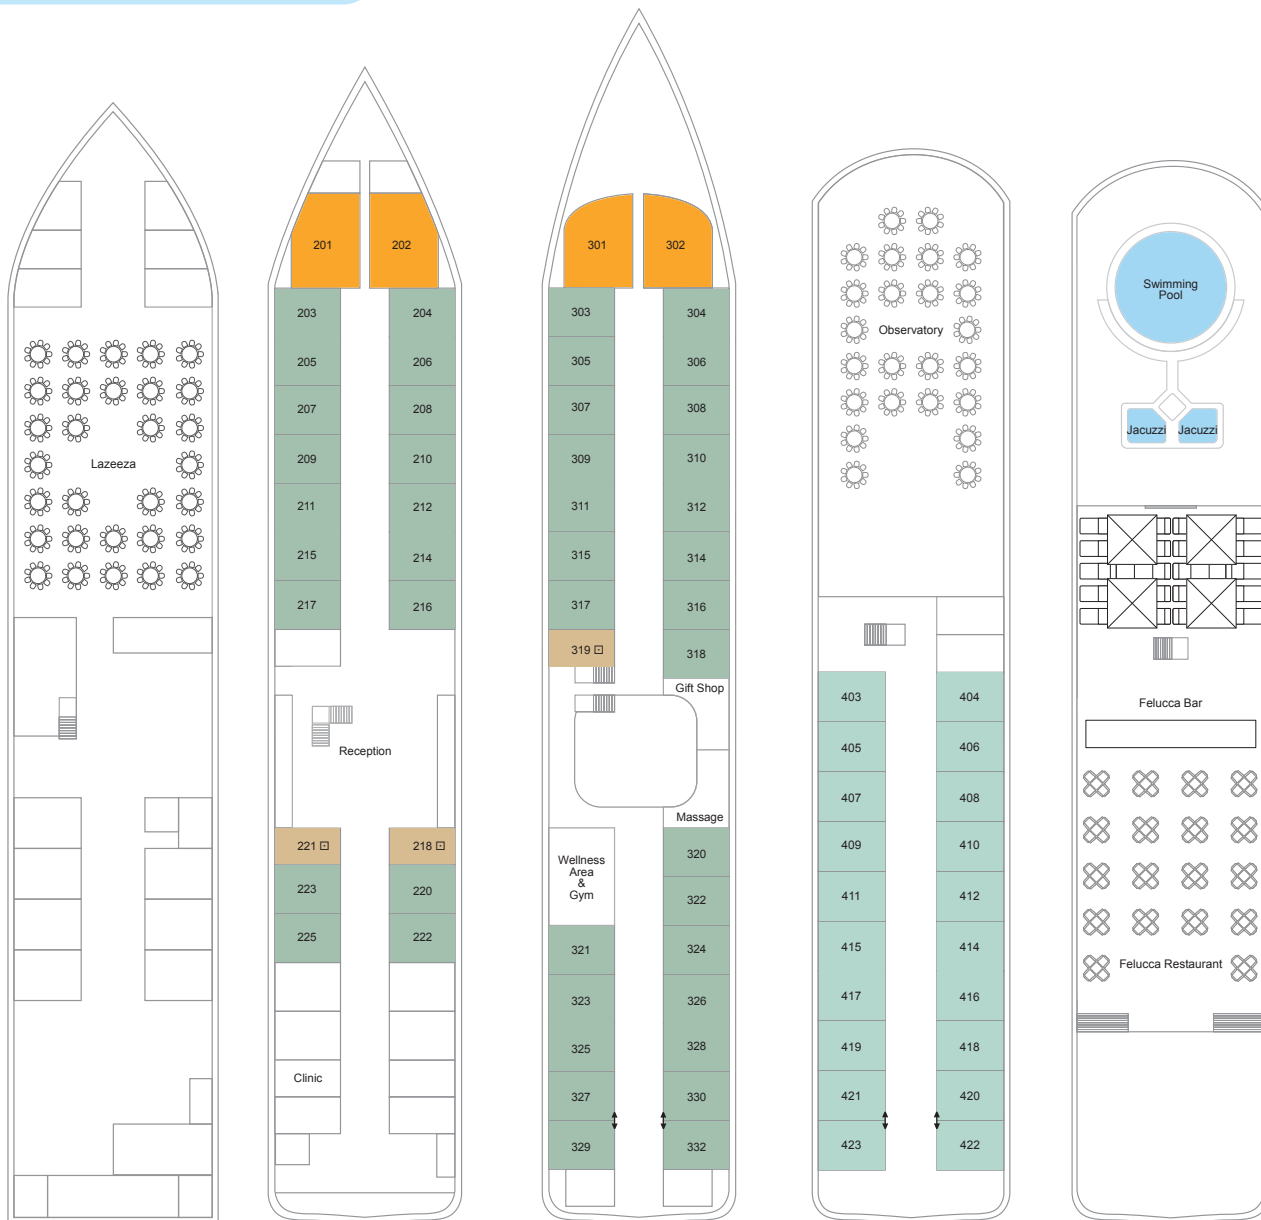 Lazeeza
201 202
203 204
205 206
207 208
209 210
211 212
215 214
217 216
Reception
221 218
223 220
225 222
Clinic
301 302
303 304
305 306
307 308
309 310
311 312
315 314
317 316
319 318
Gift Shop
Massage
Wellness
Area
&
Gym
320
322
321 324
323 326
325 328
327 330
329 332
Observatory
403 404
405 406
407 408
409 410
411 412
415 414
417 416
419 418
421 420
423 422
Swimming
Pool
Jacuzzi Jacuzzi
Felucca Bar
Felucca Restaurant